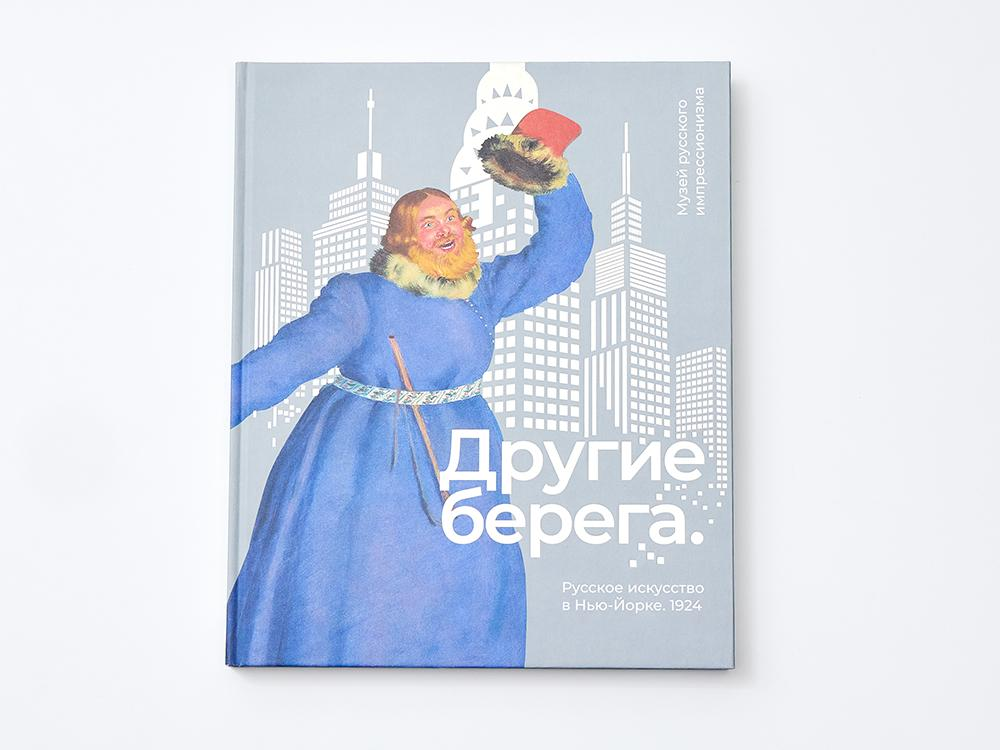 Музей русского
импрессионизма
Другие
берега.
Русское искусство
в Нью-Йорке. 1924